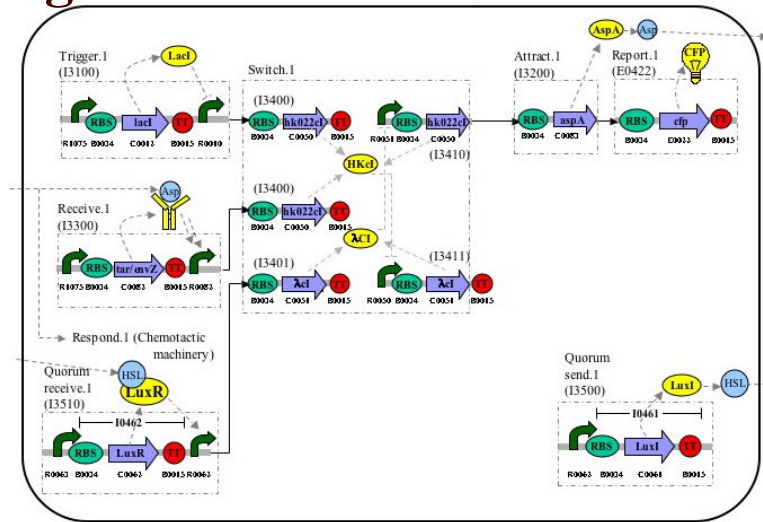 Trigger.1
(I3100)
LacI
RBS
lacI
TT
R1075 B0034 C0012 B0015 R0010
Switch.1
(I3400)
RBS
hk022cI
TT
B0034 C0050 B0015
RBS
hk022cI
R0051 B0034 C0050
(I3410)
HKcI
AspA
Asp
Attract.1
(I3200)
RBS
aspA
B0034 C0083
Report.1
(E0422)
CFP
RBS
cfp
TT
B0034 E0022 B0015
Receive.1
(I3300)
Asp
RBS
tar/envZ
TT
R1075 B0034 C0082 B0015 R0082
(I3400)
RBS
hk022cI
TT
B0034 C0050 B0015
λCI
(I3401)
RBS
λcI
TT
B0034 C0051 B0015
(I3411)
RBS
λcI
TT
R0050 B0034 C0051 B0015
Respond.1 (Chemotactic
machinery)
Quorum
receive.1
(I3510)
HSL
LuxR
I0462
RBS
LuxR
TT
R0063 B0034 C0062 B0015 R0062
Quorum
send.1
(I3500)
LuxI
HSL
I0461
RBS
LuxI
TT
R0063 B0034 C0061 B0015